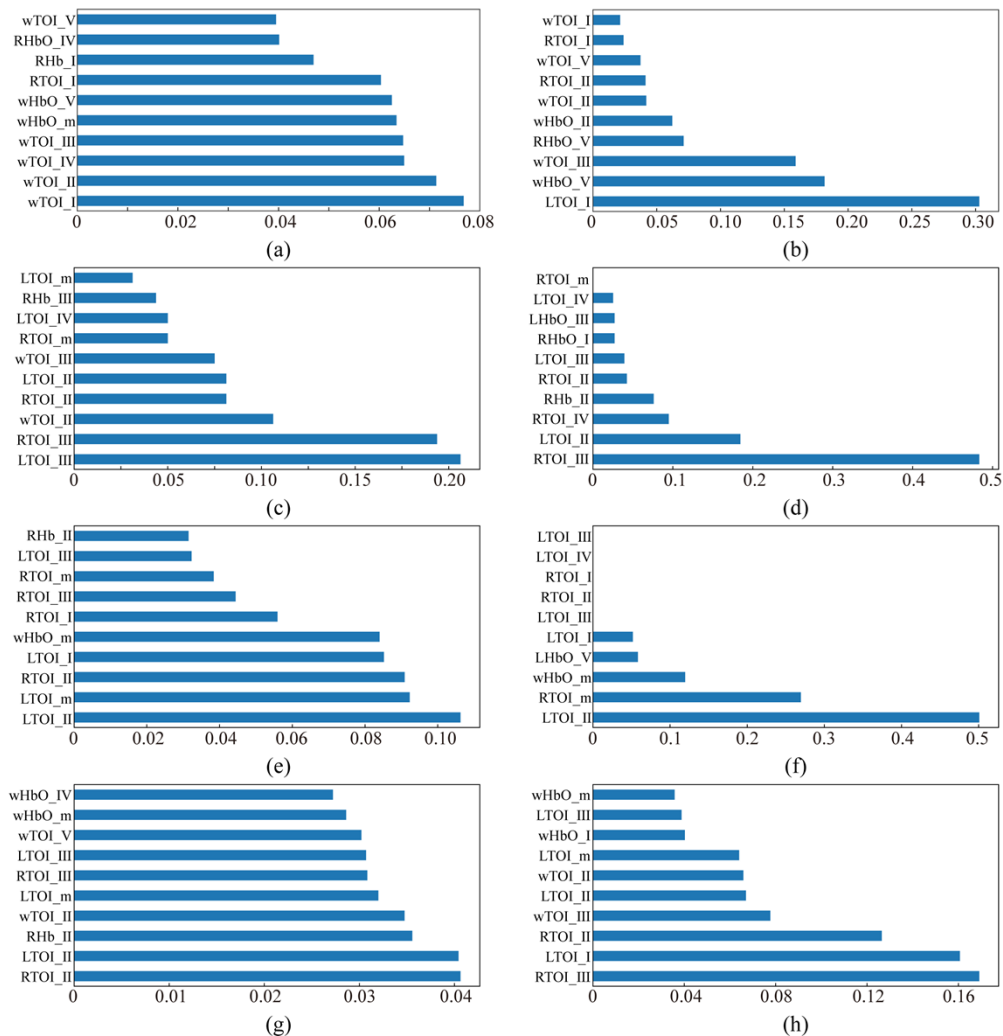 wTOI_V
RHbO_IV
RHb_I
RTOI_I
wHbO_V
wHbO_m
wTOI_III
wTOI_IV
wTOI_II
wTOI_I
0 0.02 0.04 0.06 0.08
(a)
wTOI_I
RTOI_I
wTOI_V
RTOI_II
wTOI_II
wHbO_II
RHbO_V
wTOI_III
wHbO_V
LTOI_I
0 0.05 0.10 0.15 0.20 0.25 0.30
(b)
LTOI_m
RHb_III
LTOI_IV
RTOI_m
wTOI_III
LTOI_II
RTOI_II
wTOI_II
RTOI_III
LTOI_III
0 0.05 0.10 0.15 0.20
(c)
RTOI_m
LTOI_IV
LHbO_III
RHbO_I
LTOI_III
RTOI_II
RHb_II
RTOI_IV
LTOI_II
RTOI_III
0 0.1 0.2 0.3 0.4 0.5
(d)
RHb_II
LTOI_III
RTOI_m
RTOI_III
RTOI_I
wHbO_m
LTOI_I
RTOI_II
LTOI_m
LTOI_II
0 0.02 0.04 0.06 0.08 0.10
(e)
LTOI_III
LTOI_IV
RTOI_I
RTOI_II
LTOI_III
LTOI_I
LHbO_V
wHbO_m
RTOI_m
LTOI_II
0 0.1 0.2 0.3 0.4 0.5
(f)
wHbO_IV
wHbO_m
wTOI_V
LTOI_III
RTOI_III
LTOI_m
wTOI_II
RHb_II
LTOI_II
RTOI_II
0 0.01 0.02 0.03 0.04
(g)
wHbO_m
LTOI_III
wHbO_I
LTOI_m
wTOI_II
LTOI_II
wTOI_III
RTOI_II
LTOI_I
RTOI_III
0 0.04 0.08 0.12 0.16
(h)